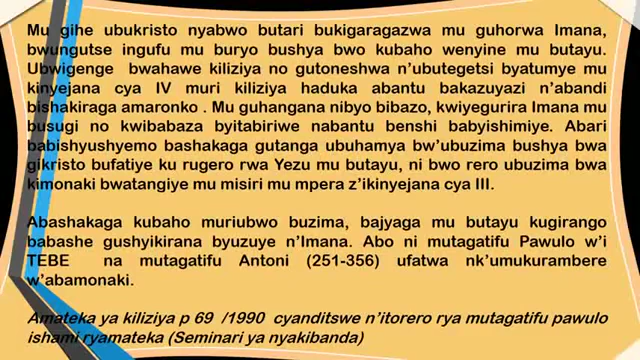 Mu gihe ubukristo nyabwo butari bukigaragazwa mu guhorwa Imana,
bwungutse ingufu mu buryo bushya bwo kubaho wenyine mu butayu.
Ubwigenge bwahawe kiliziya no gutoneshwa n'ubutegetsi byatumye mu
kinyejana cya IV muri kiliziya haduka abantu bakazuyazi n'abandi
bishakiraga amaronko . Mu guhangana nibyo bibazo, kwiyegurira Imana mu
busugi no kwibabaza byitabiriwe nabantu benshi babyishimiye. Abari
babishyushyemo bashakaga gutanga ubuhamya bw'ubuzima bushya bwa
gikristo bufatiye ku rugero rwa Yezu mu butayu, ni bwo rero ubuzima bwa
kimonaki bwatangiye mu misiri mu mpera z'ikinyejana cya III.
Abashakaga kubaho muriubwo buzima, bajyaga mu butayu kugirango
babashe gushyikirana byuzuye n'Imana. Abo ni mutagatifu Pawulo w'i
TEBE na mutagatifu Antoni (251-356) ufatwa nk'umukurambere
w'abamonaki.
Amateka ya kiliziya p 69 /1990 cyanditswe n'itorero rya mutagatifu pawulo
ishami ryamateka (Seminari ya nyakibanda)